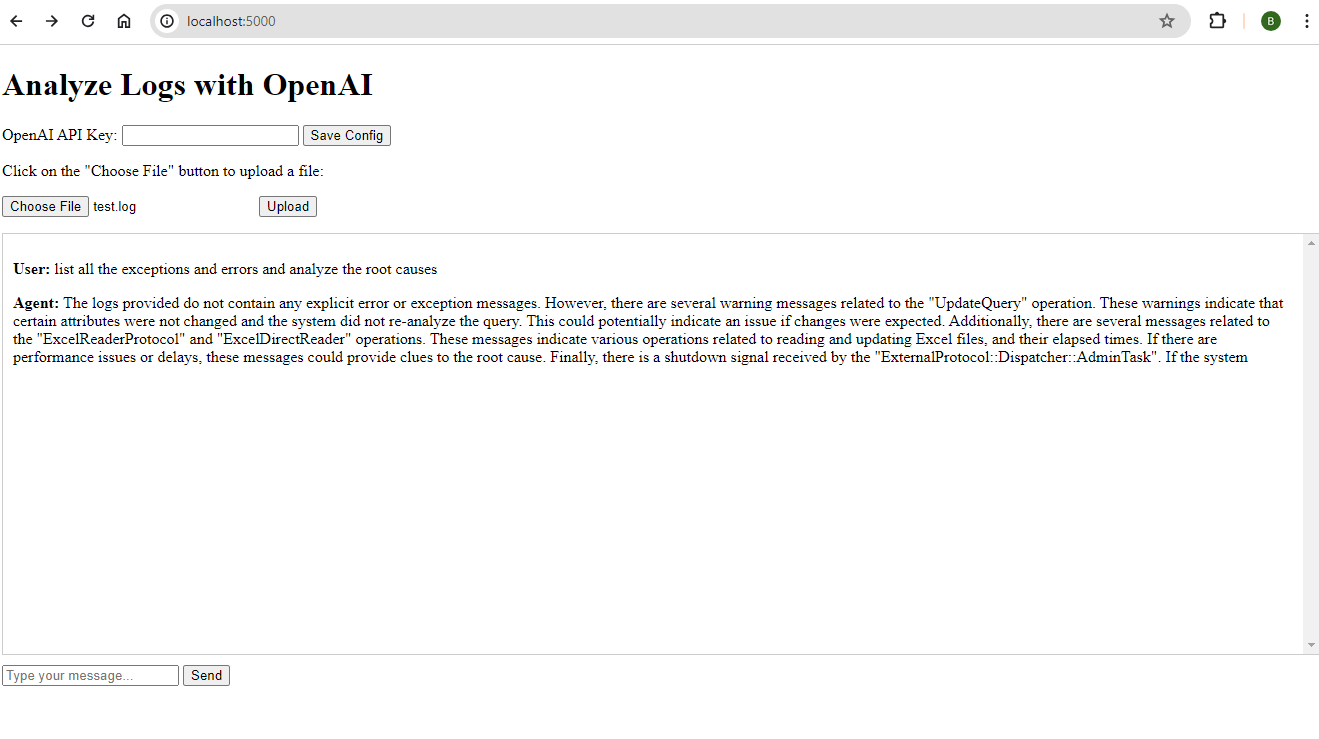 localhost:5000
B
Analyze Logs with OpenAI
OpenAI API Key: Save Config
Click on the "Choose File" button to upload a file:
Choose File test.log Upload
User: list all the exceptions and errors and analyze the root causes
Agent: The logs provided do not contain any explicit error or exception messages. However, there are several warning messages related to the "UpdateQuery" operation. These warnings indicate that
certain attributes were not changed and the system did not re-analyze the query. This could potentially indicate an issue if changes were expected. Additionally, there are several messages related to
the "ExcelReaderProtocol" and "ExcelDirectReader" operations. These messages indicate various operations related to reading and updating Excel files, and their elapsed times. If there are
performance issues or delays, these messages could provide clues to the root cause. Finally, there is a shutdown signal received by the "ExternalProtocol::Dispatcher::AdminTask". If the system
Type your message... Send